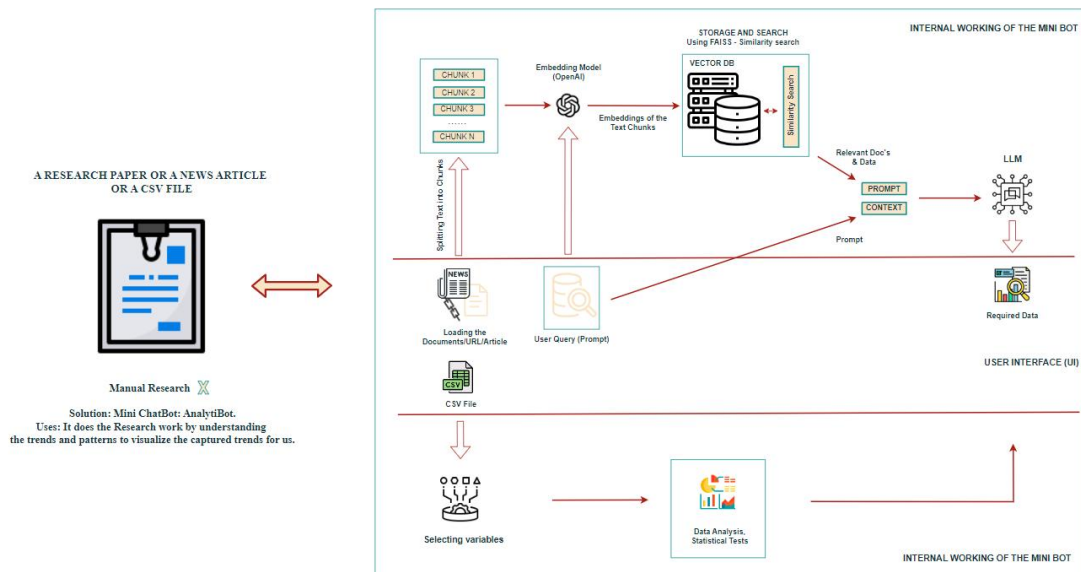 INTERNAL WORKING OF THE MINI BOT
STORAGE AND SEARCH
Using FAISS - Similarity search
CHUNK 1
CHUNK 2
CHUNK 3
......
CHUNK N
Embedding Model
(OpenAI)
Embeddings of the
Text Chunks
VECTOR DB
Similarity Search
Splitting Text into Chunks
Relevant Doc's
& Data
PROMPT
CONTEXT
Prompt
LLM
A RESEARCH PAPER OR A NEWS ARTICLE
OR A CSV FILE
NEWS
Loading the
Documents/URL/Article
User Query (Prompt)
Required Data
USER INTERFACE (UI)
CSV
CSV File
Manual Research X
Solution: Mini ChatBot: AnalytiBot.
Uses: It does the Research work by understanding
the trends and patterns to visualize the captured trends for us.
Selecting variables
Data Analysis,
Statistical Tests
INTERNAL WORKING OF THE MINI BOT